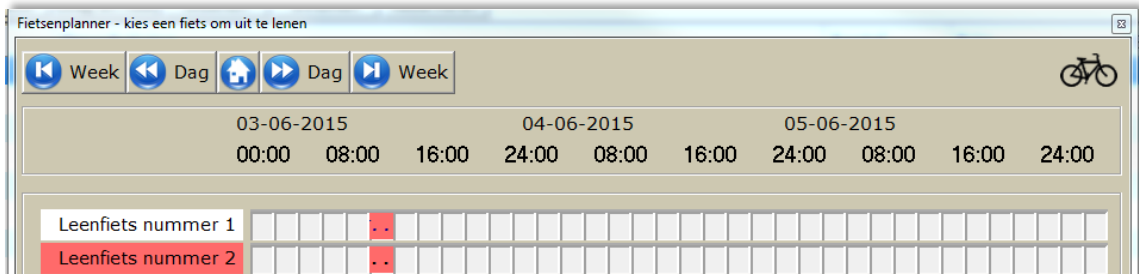 Fietsenplanner - kies een fiets om uit te lenen
Week Dag Dag Week
03-06-2015 04-06-2015 05-06-2015
00:00 08:00 16:00 24:00 08:00 16:00 24:00 08:00 16:00 24:00
Leenfiets nummer 1 . .
Leenfiets nummer 2 . .